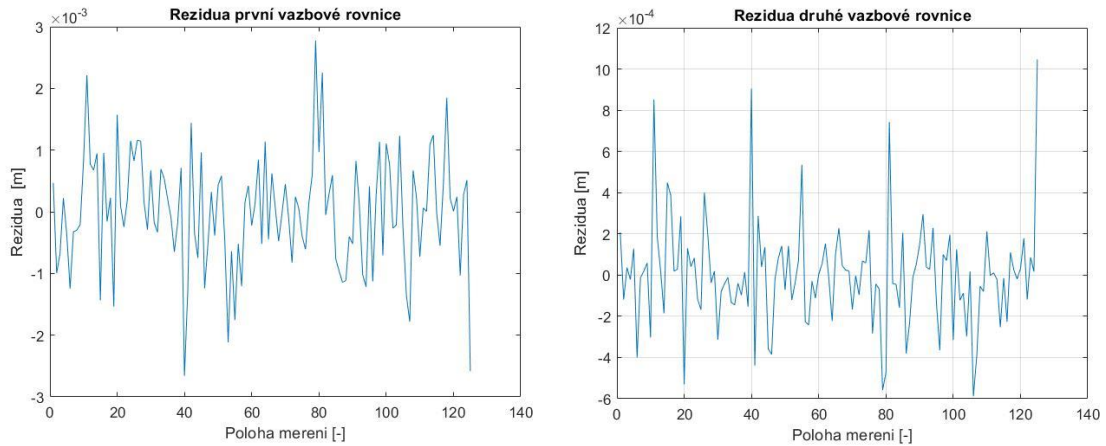 Rezidua první vazbové rovnice
×10⁻³
3
2
1
0
-1
-2
-3
Rezidua [m]
0 20 40 60 80 100 120 140
Poloha mereni [-]
Rezidua druhé vazbové rovnice
×10⁻⁴
12
10
8
6
4
2
0
-2
-4
-6
Rezidua [m]
0 20 40 60 80 100 120 140
Poloha mereni [-]